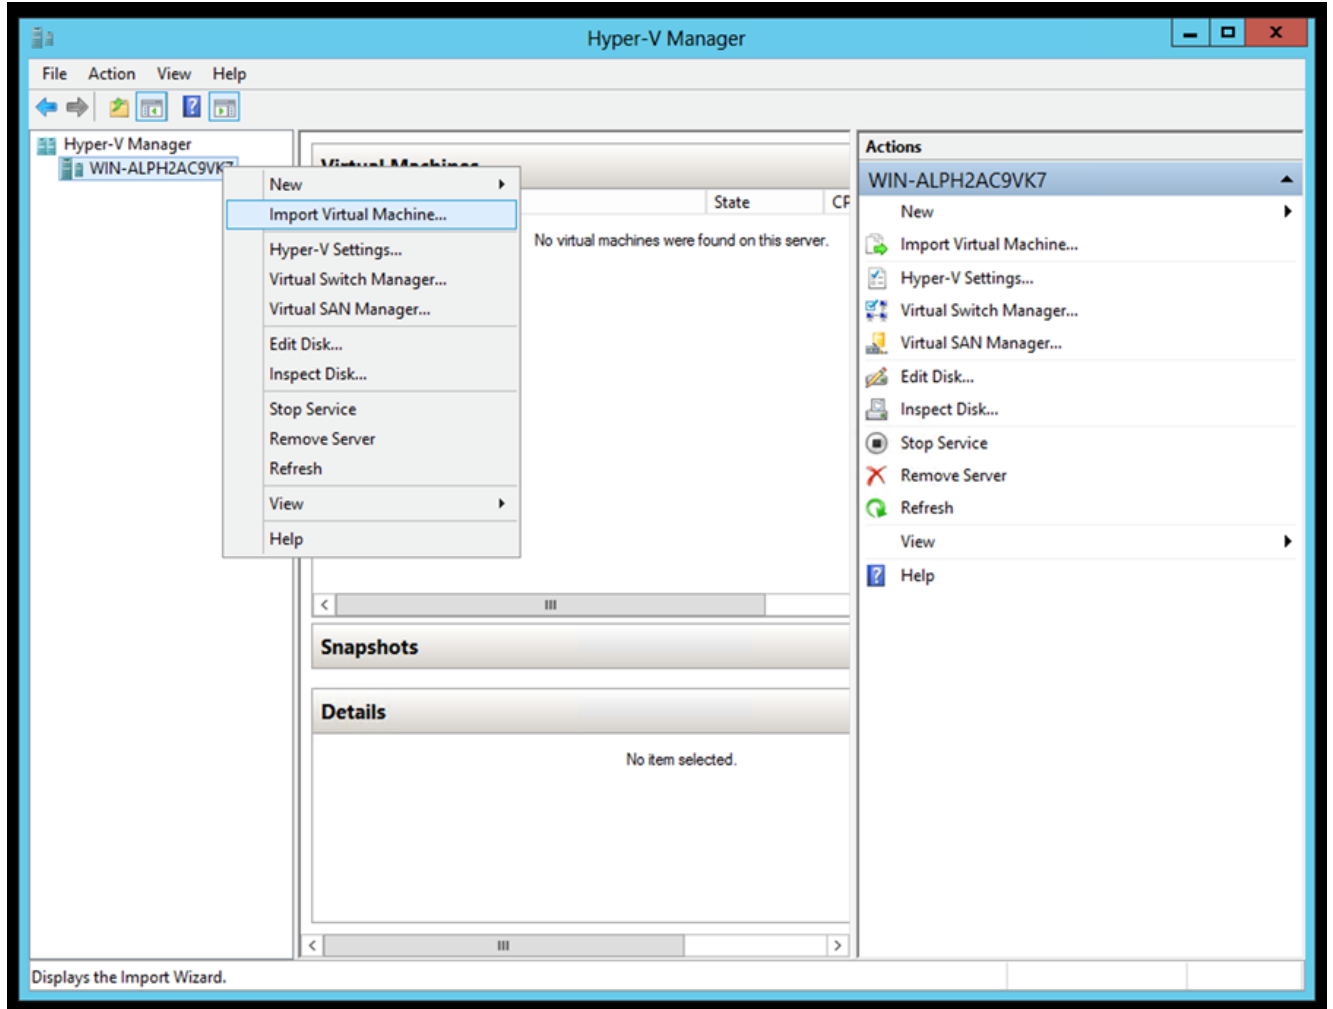 Hyper-V Manager
File Action View Help
Hyper-V Manager
WIN-ALPH2AC9VK7
New
Import Virtual Machine...
Hyper-V Settings...
Virtual Switch Manager...
Virtual SAN Manager...
Edit Disk...
Inspect Disk...
Stop Service
Remove Server
Refresh
View
Help
Virtual Machines
State CP
No virtual machines were found on this server.
Snapshots
Details
No item selected.
Actions
WIN-ALPH2AC9VK7
New
Import Virtual Machine...
Hyper-V Settings...
Virtual Switch Manager...
Virtual SAN Manager...
Edit Disk...
Inspect Disk...
Stop Service
Remove Server
Refresh
View
Help
Displays the Import Wizard.